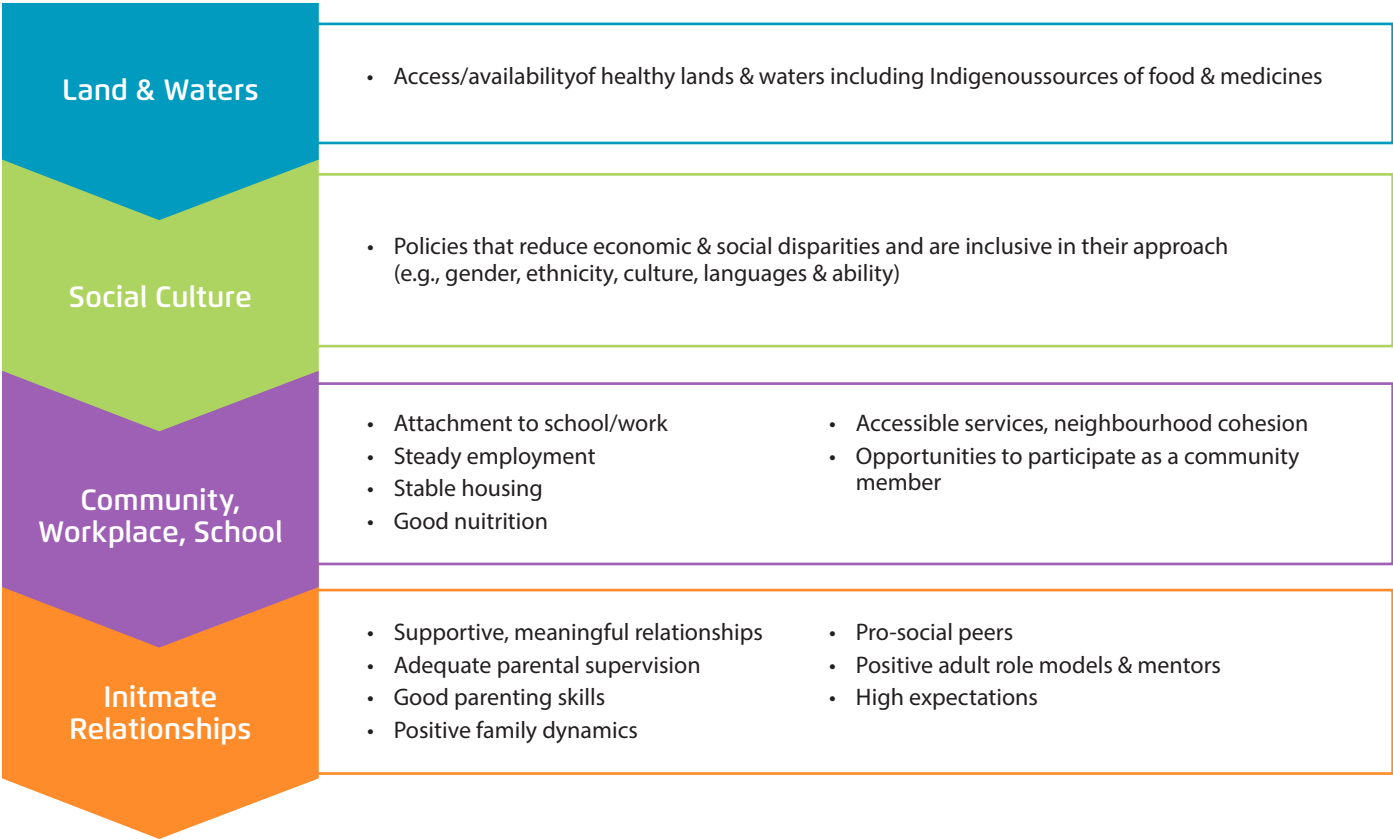 Land & Waters
• Access/availabilityof healthy lands & waters including Indigenoussources of food & medicines
Social Culture
• Policies that reduce economic & social disparities and are inclusive in their approach
(e.g., gender, ethnicity, culture, languages & ability)
Community,
Workplace, School
• Attachment to school/work
• Steady employment
• Stable housing
• Good nuitrition
• Accessible services, neighbourhood cohesion
• Opportunities to participate as a community
member
Initmate
Relationships
• Supportive, meaningful relationships
• Adequate parental supervision
• Good parenting skills
• Positive family dynamics
• Pro-social peers
• Positive adult role models & mentors
• High expectations